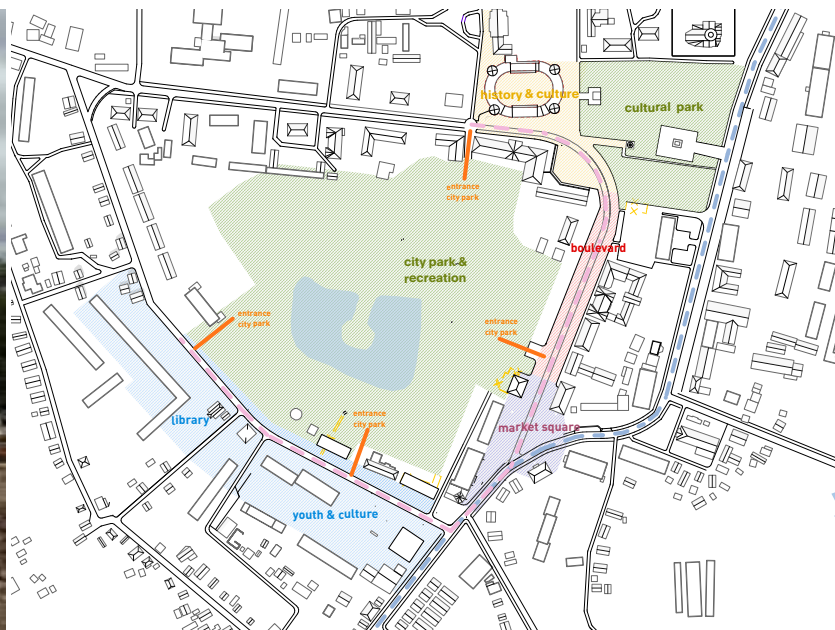 history & culture
cultural park
entrance
city park
boulevard
city park &
recreation
entrance
city park
entrance
city park
entrance
city park
library
market square
youth & culture